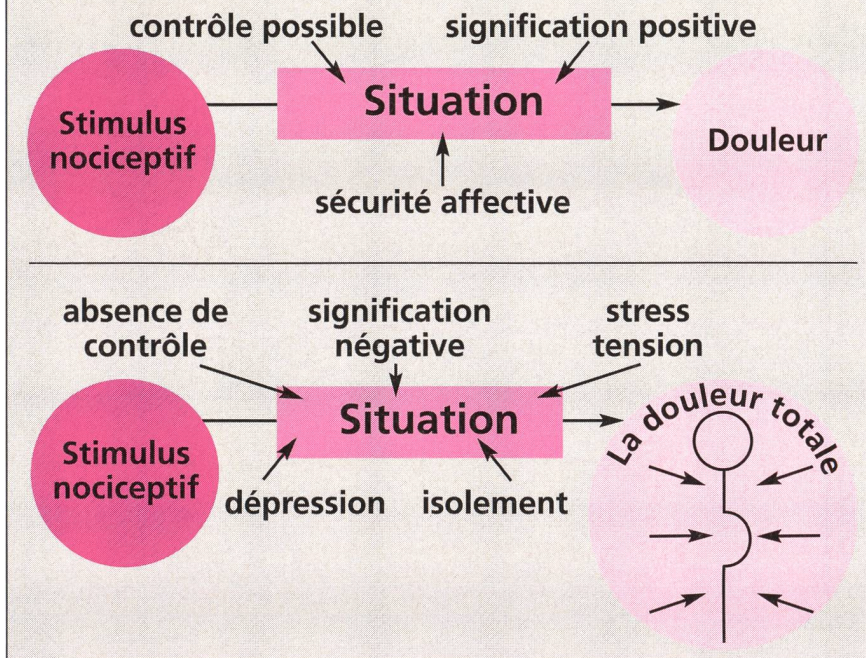 contrôle possible
signification positive
Situation
Stimulus
nociceptif
Douleur
sécurité affective
absence de
contrôle
signification
négative
stress
tension
Situation
Stimulus
nociceptif
dépression
isolement
La douleur totale